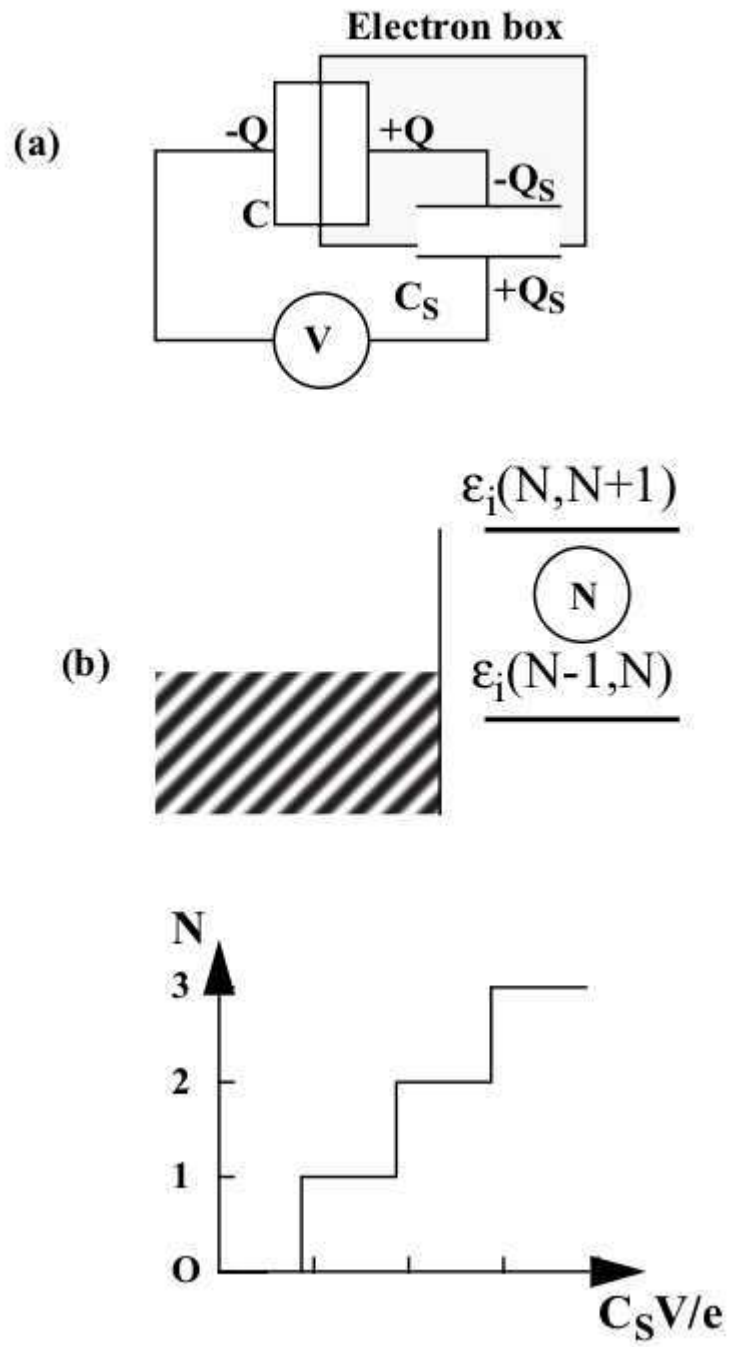 Electron box
(a)
-Q
+Q
-QS
C
CS
+QS
V
εi(N,N+1)
N
(b)
εi(N-1,N)
N
3
2
1
O
CSV/e